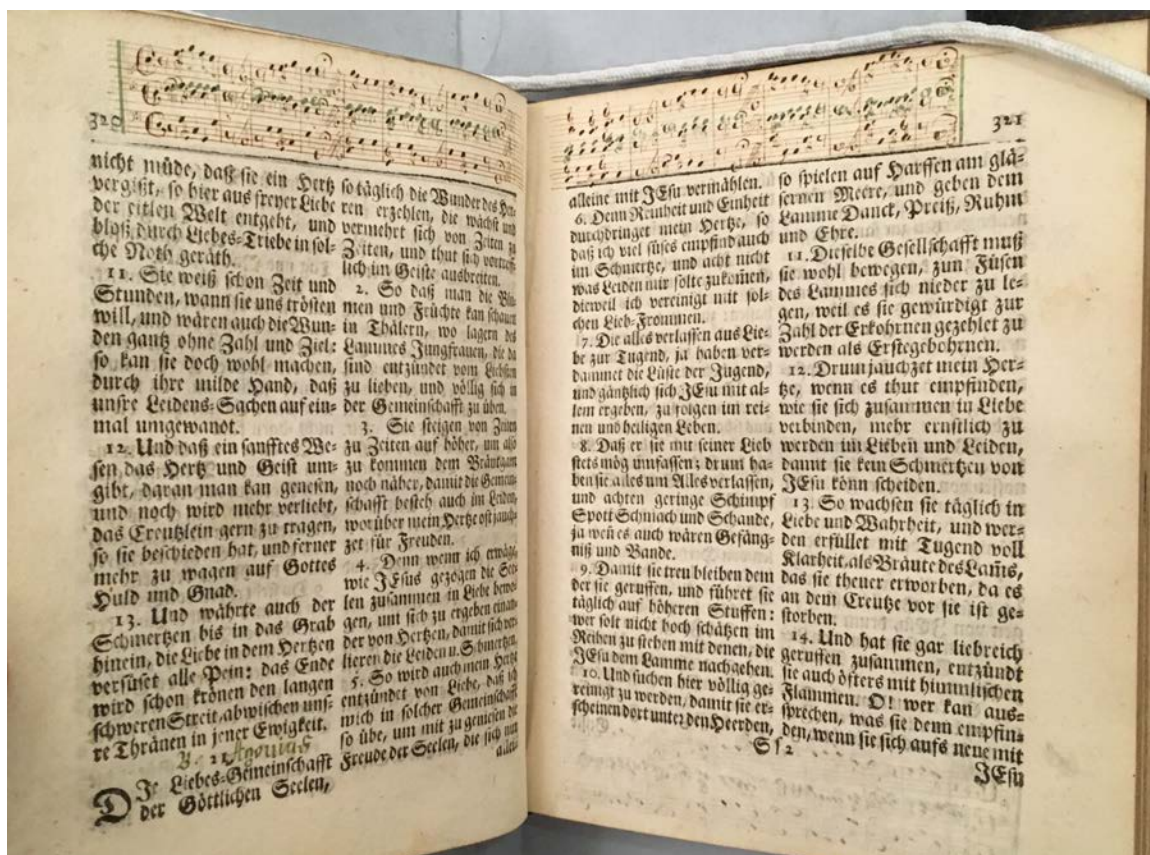 320
nicht müde, daß sie ein Hertz
vergißt, so hier aus freyer Liebe
der eitlen Welt entgeht, und
bloß durch Liebes-Triebe in sol-
che Noth geräth.
11. Sie weiß schon Zeit und
Stunden, wann sie uns trösten
will, und wären auch die Wun-
den gantz ohne Zahl und Ziel:
so kan sie doch wohl machen,
durch ihre milde Hand, daß
unsre Leidens-Sachen auf ein-
mal umgewandt.
12. Und daß ein sanfftes We-
sen das Hertz und Geist um-
gibt, daran man kan genesen,
und noch wird mehr verliebt,
das Creutzlein gern zu tragen,
so sie beschieden hat, und ferner
mehr zu wagen auf Gottes
Huld und Gnad.
13. Und währte auch der
Schmertzen bis in das Grab
hinein, die Liebe in dem Hertzen
versüset alle Pein: das Ende
wird schon krönen den langen
schweren Streit, abwischen uns-
re Thränen in jener Ewigkeit.
Die Liebes-Gemeinschafft
der Göttlichen Seelen,
so täglich die Wunder des Her-
ren erzehlen, die wächst und
vermehrt sich von Zeiten zu
Zeiten, und thut sich vortreff-
lich im Geiste ausbreiten.
2. So daß man die Blu-
men und Früchte kan schauen
in Thälern, wo lagern des
Lammes Jungfrauen, die da
sind entzündet vom Liebsten
zu lieben, und völlig sich in
der Gemeinschafft zu üben.
3. Sie steigen von Zeiten
zu Zeiten auf höher, um also
zu kommen dem Bräutgam
noch näher, damit die Gemein-
schafft besteh auch im Leiden,
worüber mein Hertze oft jauch-
zet für Freuden.
4. Denn wenn ich erwäge,
wie JEsus gezogen die See-
len zusammen in Liebe bewo-
gen, um sich zu ergeben einan-
der von Hertzen, damit sich ver-
lieren die Leiden u. Schmertzen.
5. So wird auch mein Hertze
entzündet von Liebe, daß ich
mich in solcher Gemeinschafft
so übe, um mit zu geniesen die
Freude der Seelen, die sich mit
321
alleine mit JEsu vermählen.
6. Denn Reinheit und Einheit
durchdringet mein Hertze, so
daß ich viel süses empfind auch
im Schmertze, und acht nicht
was Leiden mir solte zukom̃en,
dieweil ich vereinigt mit sol-
chen Lieb-Frommen.
7. Die alles verlassen aus Lie-
be zur Tugend, ja haben ver-
dammet die Lüste der Jugend,
und gäntzlich sich JEsu mit al-
lem ergeben, zu folgen im rei-
nen und heiligen Leben.
8. Daß er sie mit seiner Lieb
stets mög umfassen; drum ha-
ben sie alles um Alles verlassen,
und achten geringe Schimpf
Spott Schmach und Schande,
ja weñ es auch wären Gefäng-
niß und Bande.
9. Damit sie treu bleiben dem
der sie geruffen, und führet sie
täglich auf höheren Stuffen:
wer solt nicht hoch schätzen im
Reihen zu stehen mit denen, die
JEsu dem Lamme nachgehen.
10. Und suchen hier völlig ge-
reinigt zu werden, damit sie er-
scheinen dort unter den Heerden,
so spielen auf Harffen am glä-
sernen Meere, und geben dem
Lamme Danck, Preiß, Ruhm
und Ehre.
11. Dieselbe Gesellschafft muß
sie wohl bewegen, zun Füsen
des Lammes sich nieder zu le-
gen, weil es sie gewürdigt zur
Zahl der Erkohrnen gezehlet zu
werden als Erstegebohrnen.
12. Drum jauchzet mein Her-
tze, wenn es thut empfinden,
wie sie sich zusammen in Liebe
verbinden, mehr ernstlich zu
werden im Lieben und Leiden,
damit sie kein Schmertzen von
JEsu könn scheiden.
13. So wachsen sie täglich in
Liebe und Wahrheit, und wer-
den erfüllet mit Tugend voll
Klarheit, als Bräute des Lam̃s,
das sie theuer erworben, da es
an dem Creutze vor sie ist ge-
storben.
14. Und hat sie gar liebreich
geruffen zusammen, entzündt
sie auch öfters mit himmlischen
Flammen. O! wer kan aus-
sprechen, was sie denn empfin-
den, wenn sie sich aufs neue mit
Ss 2
JEsu